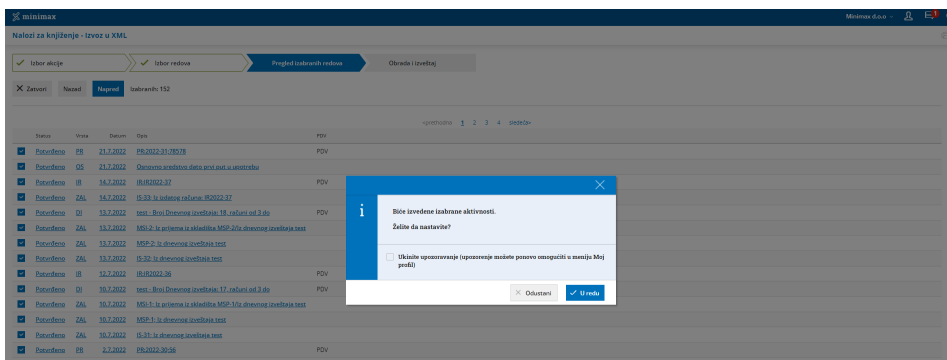 minimax
Minimax d.o.o
1
Nalozi za knjiženje - Izvoz u XML
Izbor akcije
Izbor redova
Pregled izabranih redova
Obrada i izveštaj
Zatvori Nazad Napred Izabranih: 152
«prethodna 1 2 3 4 sledeća»
Status Vrsta Datum Opis PDV
Potvrđeno PR 21.7.2022 PR:2022-31:78578 PDV
Potvrđeno OS 21.7.2022 Osnovno sredstvo dato prvi put u upotrebu
Potvrđeno IR 14.7.2022 IR:IR2022-37 PDV
Potvrđeno ZAL 14.7.2022 IS-33: Iz izdatog računa: IR2022-37
Potvrđeno DI 13.7.2022 test - Broj Dnevnog izveštaja: 18, računi od 3 do PDV
Potvrđeno ZAL 13.7.2022 MSI-2: Iz prijema iz skladišta MSP-2/Iz dnevnog izveštaja test
Potvrđeno ZAL 13.7.2022 MSP-2: Iz dnevnog izveštaja test
Potvrđeno ZAL 13.7.2022 IS-32: Iz dnevnog izveštaja test
Potvrđeno IR 12.7.2022 IR:IR2022-36 PDV
Potvrđeno DI 10.7.2022 test - Broj Dnevnog izveštaja: 17, računi od 3 do PDV
Potvrđeno ZAL 10.7.2022 MSI-1: Iz prijema iz skladišta MSP-1/Iz dnevnog izveštaja test
Potvrđeno ZAL 10.7.2022 MSP-1: Iz dnevnog izveštaja test
Potvrđeno ZAL 10.7.2022 IS-31: Iz dnevnog izveštaja test
Potvrđeno PR 2.7.2022 PR:2022-30:56 PDV
Biće izvedene izabrane aktivnosti.
Želite da nastavite?
Ukinite upozoravanje (upozorenje možete ponovo omogućiti u meniju Moj
profil)
Odustani U redu